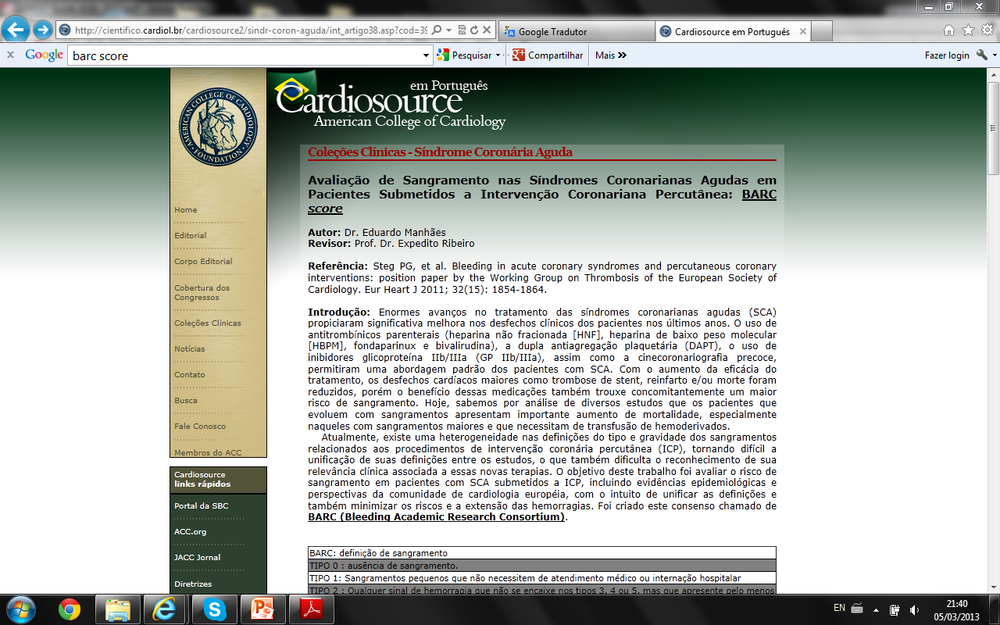 http://cientifico.cardiol.br/cardiosource2/sindr-coron-aguda/int_artigo38.asp?cod=39
Google Tradutor
Cardiosource em Português
x Google barc score Pesquisar Compartilhar Mais Fazer login
AMERICAN COLLEGE OF CARDIOLOGY
FOUNDATION
em Português
Cardiosource
American College of Cardiology
Home
Editorial
Corpo Editorial
Cobertura dos
Congressos
Coleções Clínicas
Notícias
Contato
Busca
Fale Conosco
Membros do ACC
Cardiosource
links rápidos
Portal da SBC
ACC.org
JACC Jornal
Diretrizes
Coleções Clínicas - Síndrome Coronária Aguda
Avaliação de Sangramento nas Síndromes Coronarianas Agudas em
Pacientes Submetidos a Intervenção Coronariana Percutânea: BARC
score
Autor: Dr. Eduardo Manhães
Revisor: Prof. Dr. Expedito Ribeiro
Referência: Steg PG, et al. Bleeding in acute coronary syndromes and percutaneous coronary
interventions: position paper by the Working Group on Thrombosis of the European Society of
Cardiology. Eur Heart J 2011; 32(15): 1854-1864.
Introdução: Enormes avanços no tratamento das síndromes coronarianas agudas (SCA)
propiciaram significativa melhora nos desfechos clínicos dos pacientes nos últimos anos. O uso de
antitrombínicos parenterais (heparina não fracionada [HNF], heparina de baixo peso molecular
[HBPM], fondaparinux e bivalirudina), a dupla antiagregação plaquetária (DAPT), o uso de
inibidores glicoproteína IIb/IIIa (GP IIb/IIIa), assim como a cinecoronariografia precoce,
permitiram uma abordagem padrão dos pacientes com SCA. Com o aumento da eficácia do
tratamento, os desfechos cardíacos maiores como trombose de stent, reinfarto e/ou morte foram
reduzidos, porém o benefício dessas medicações também trouxe concomitantemente um maior
risco de sangramento. Hoje, sabemos por análise de diversos estudos que os pacientes que
evoluem com sangramentos apresentam importante aumento de mortalidade, especialmente
naqueles com sangramentos maiores e que necessitam de transfusão de hemoderivados.
Atualmente, existe uma heterogeneidade nas definições do tipo e gravidade dos sangramentos
relacionados aos procedimentos de intervenção coronária percutânea (ICP), tornando difícil a
unificação de suas definições entre os estudos, o que também dificulta o reconhecimento de sua
relevância clínica associada a essas novas terapias. O objetivo deste trabalho foi avaliar o risco de
sangramento em pacientes com SCA submetidos a ICP, incluindo evidências epidemiológicas e
perspectivas da comunidade de cardiologia européia, com o intuito de unificar as definições e
também minimizar os riscos e a extensão das hemorragias. Foi criado este consenso chamado de
BARC (Bleeding Academic Research Consortium).
BARC: definição de sangramento
TIPO 0 : ausência de sangramento.
TIPO 1: Sangramentos pequenos que não necessitem de atendimento médico ou internação hospitalar
TIPO 2 : Qualquer sinal de hemorragia que não se encaixe nos tipos 3, 4 ou 5, mas que apresente pelo menos
EN
21:40
05/03/2013